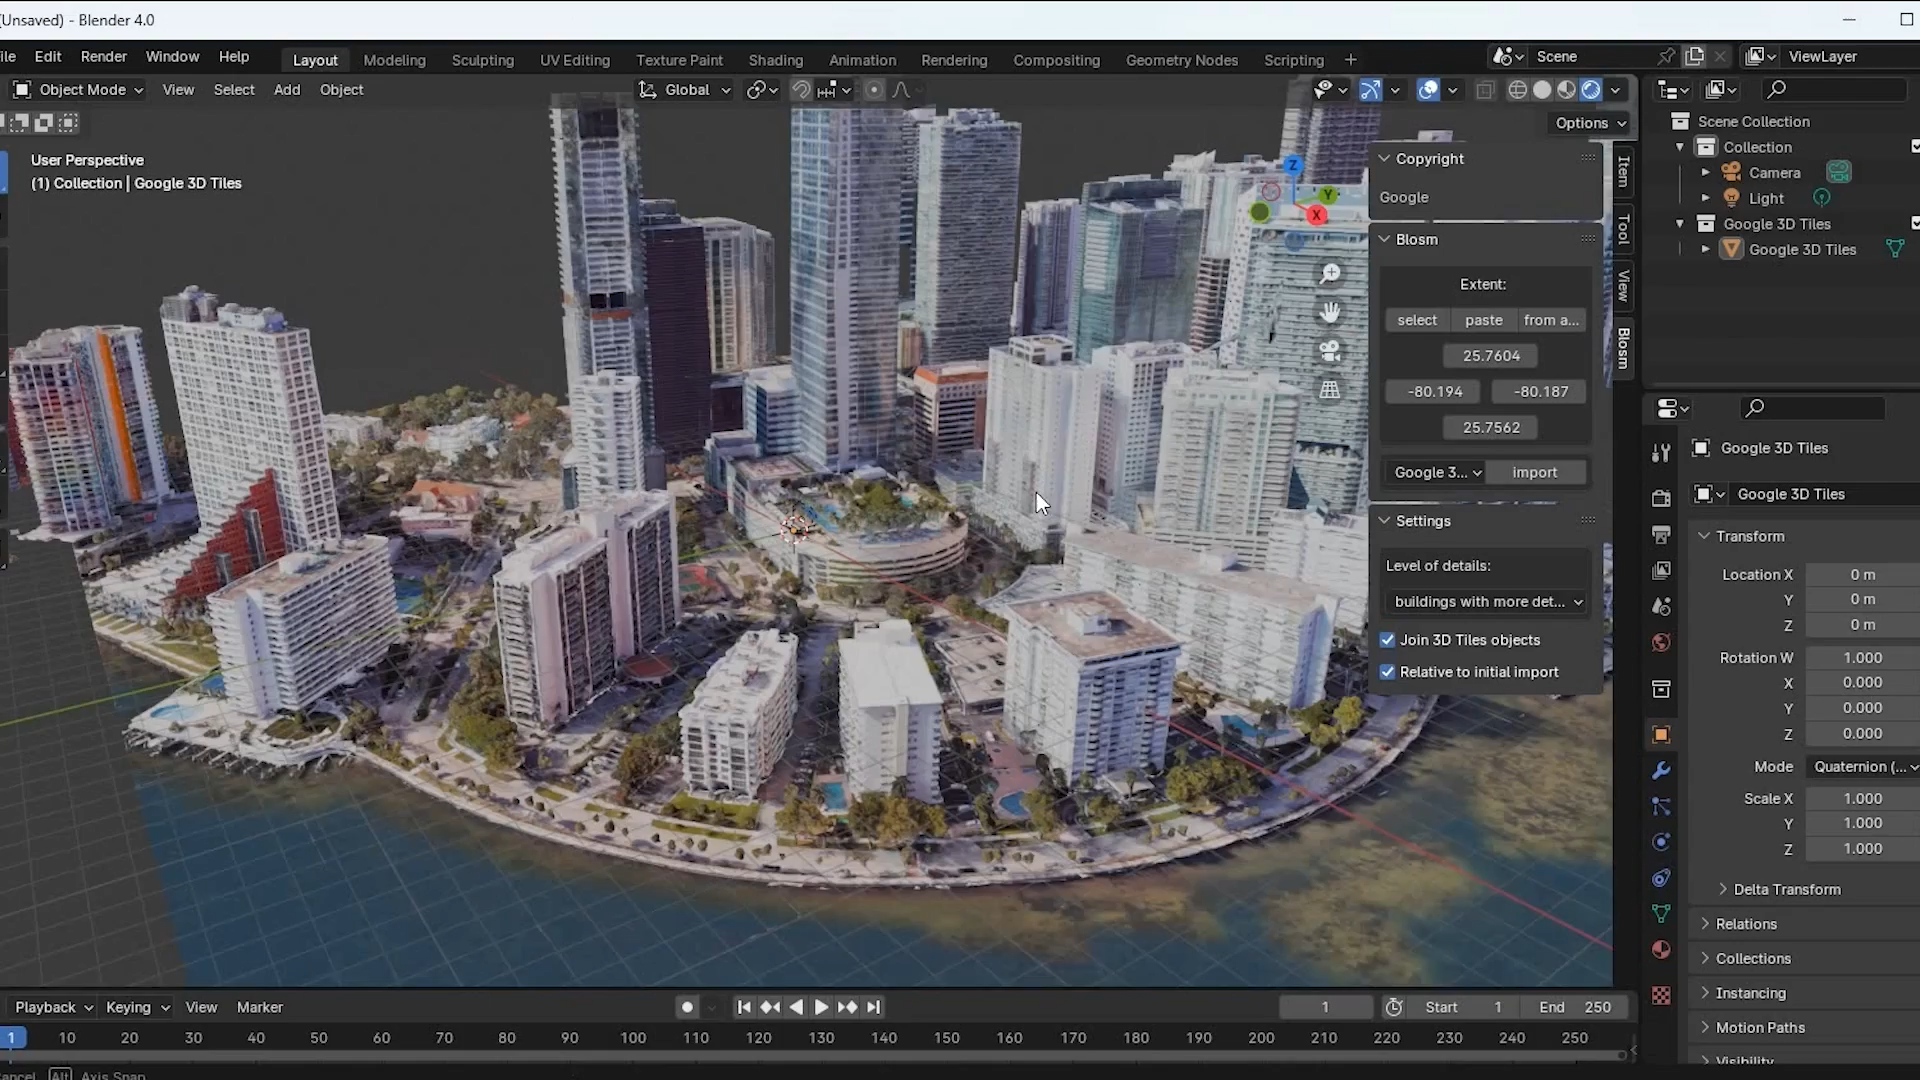 (Unsaved) - Blender 4.0
ile Edit Render Window Help
Layout Modeling Sculpting UV Editing Texture Paint Shading Animation Rendering Compositing Geometry Nodes Scripting +
Scene ViewLayer
Object Mode View Select Add Object
Global
Options
User Perspective
(1) Collection | Google 3D Tiles
Z
Y
X
Copyright
Google
Blosm
Extent:
select paste from a...
25.7604
-80.194 -80.187
25.7562
Google 3... import
Settings
Level of details:
buildings with more det...
Join 3D Tiles objects
Relative to initial import
Item
Tool
View
Blosm
Scene Collection
Collection
Camera
Light
Google 3D Tiles
Google 3D Tiles
Google 3D Tiles
Google 3D Tiles
Transform
Location X 0 m
Y 0 m
Z 0 m
Rotation W 1.000
X 0.000
Y 0.000
Z 0.000
Mode Quaternion (...
Scale X 1.000
Y 1.000
Z 1.000
Delta Transform
Relations
Collections
Instancing
Motion Paths
Visibility
Playback Keying View Marker
1 Start 1 End 250
1 10 20 30 40 50 60 70 80 90 100 110 120 130 140 150 160 170 180 190 200 210 220 230 240 250
ancel Alt Axis Snap